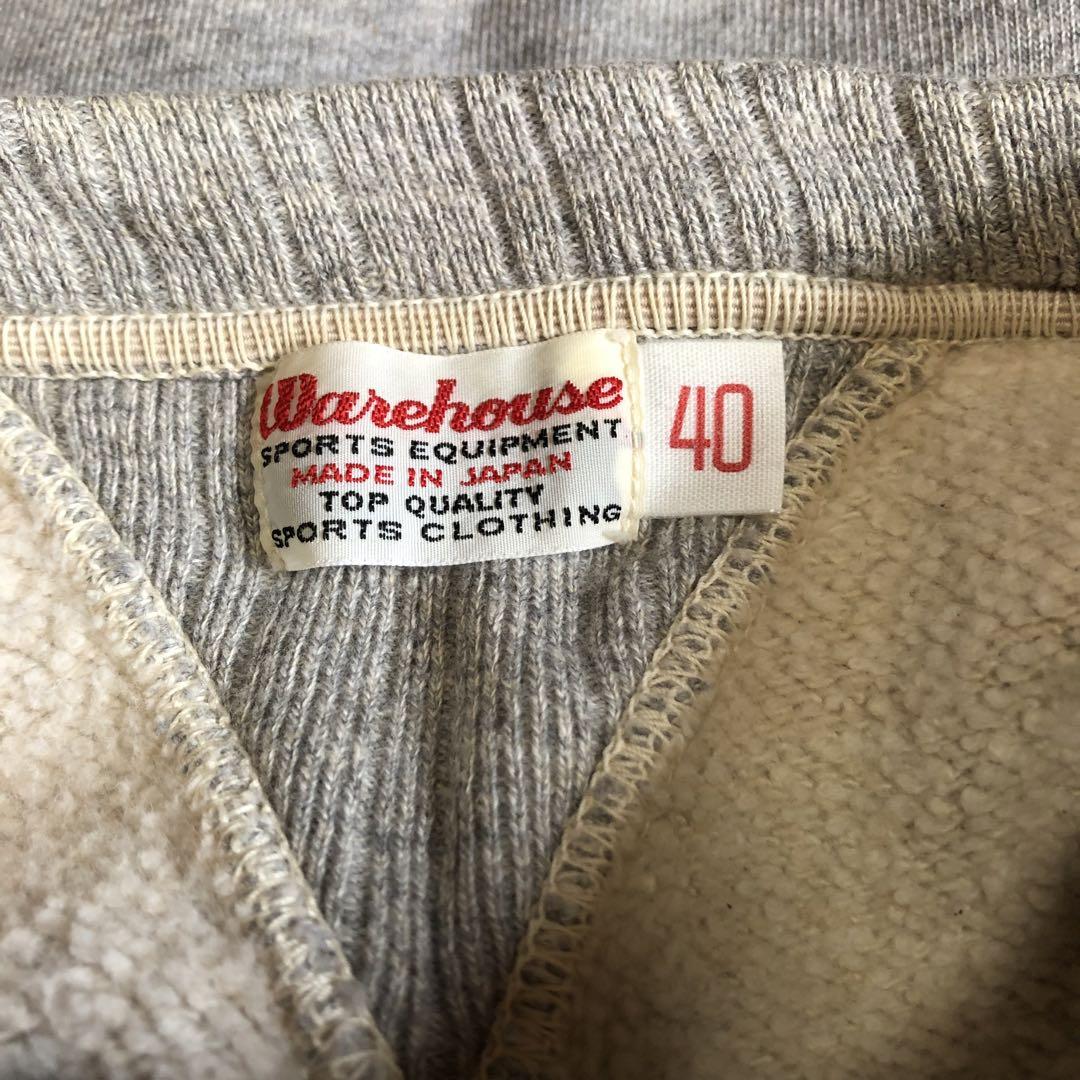 Warehouse
SPORTS EQUIPMENT
MADE IN JAPAN
TOP QUALITY
SPORTS CLOTHING
40